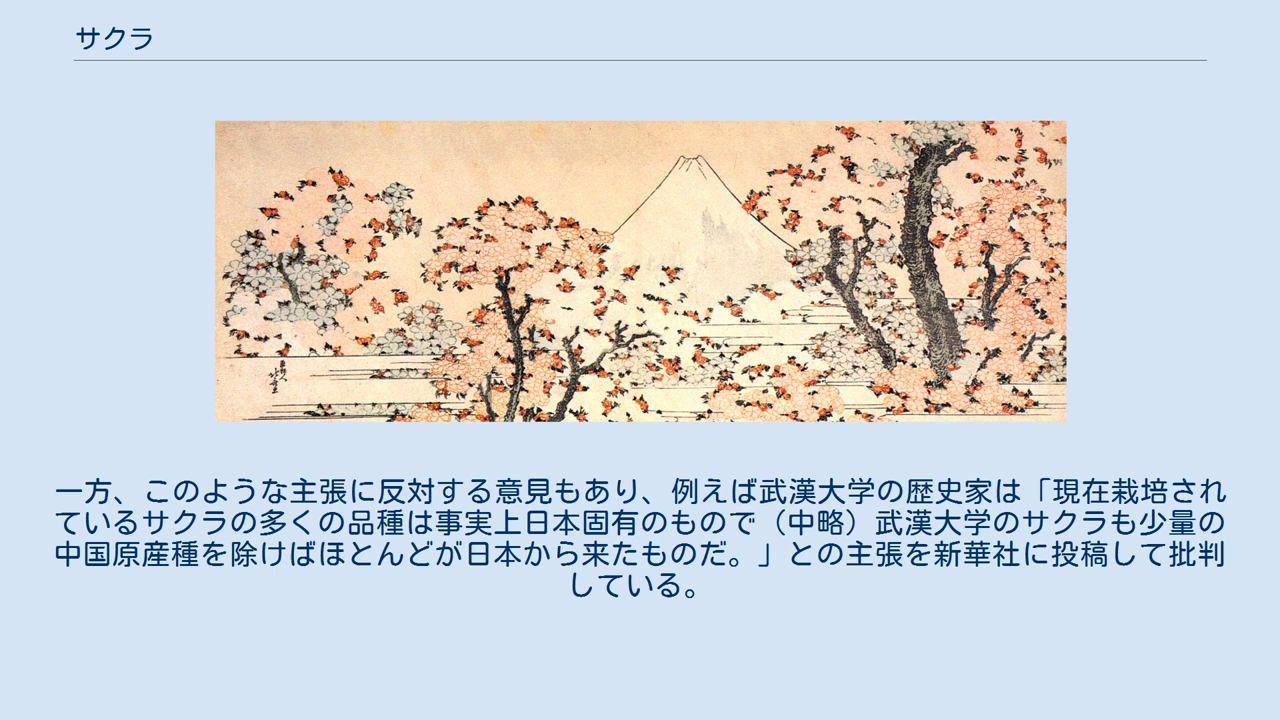 サクラ
一方、このような主張に反対する意見もあり、例えば武漢大学の歴史家は「現在栽培され
ているサクラの多くの品種は事実上日本固有のもので（中略）武漢大学のサクラも少量の
中国原産種を除けばほとんどが日本から来たものだ。」との主張を新華社に投稿して批判
している。